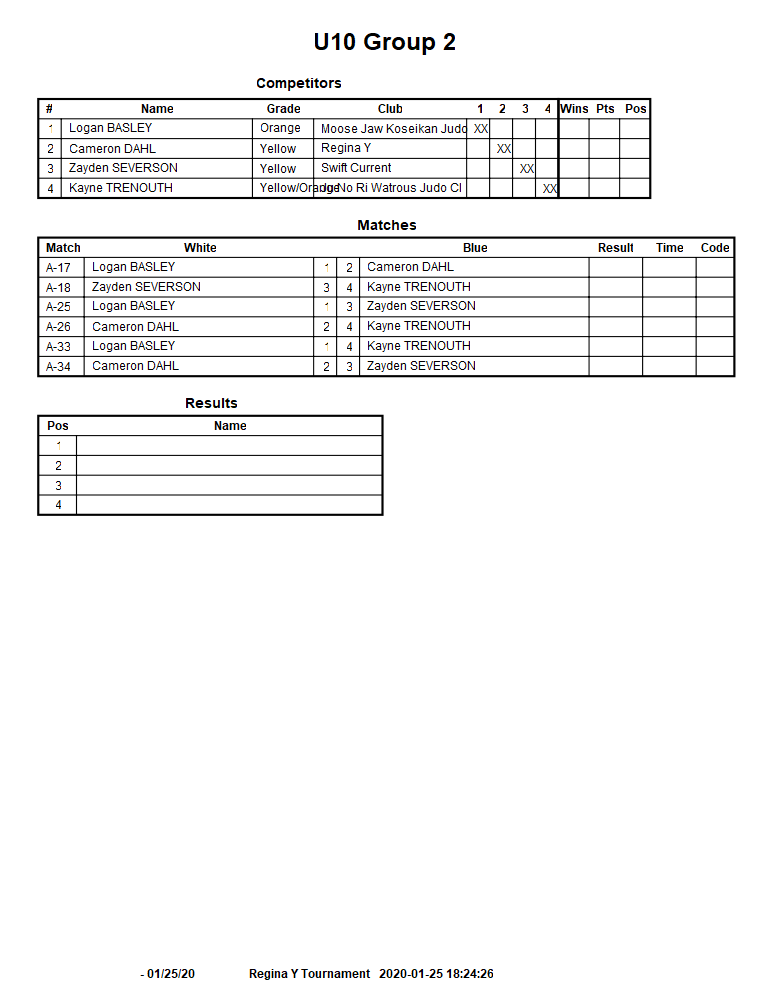 U10 Group 2
Competitors
# Name Grade Club 1 2 3 4 Wins Pts Pos
1 Logan BASLEY Orange Moose Jaw Koseikan Judo XX
2 Cameron DAHL Yellow Regina Y XX
3 Zayden SEVERSON Yellow Swift Current XX
4 Kayne TRENOUTH Yellow/Orange No Ri Watrous Judo Cl XX
Matches
Match White Blue Result Time Code
A-17 Logan BASLEY 1 2 Cameron DAHL
A-18 Zayden SEVERSON 3 4 Kayne TRENOUTH
A-25 Logan BASLEY 1 3 Zayden SEVERSON
A-26 Cameron DAHL 2 4 Kayne TRENOUTH
A-33 Logan BASLEY 1 4 Kayne TRENOUTH
A-34 Cameron DAHL 2 3 Zayden SEVERSON
Results
Pos Name
1
2
3
4
- 01/25/20 Regina Y Tournament 2020-01-25 18:24:26